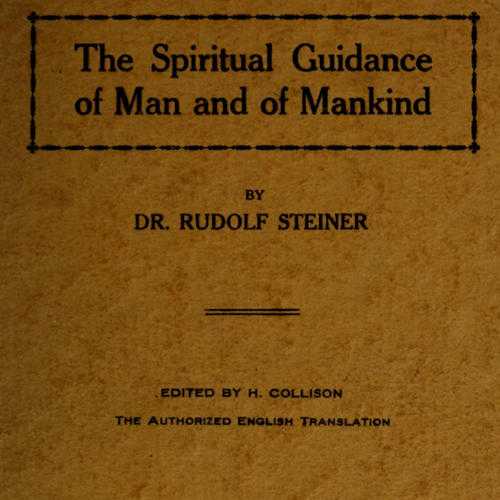 The Spiritual Guidance
of Man and of Mankind
BY
DR. RUDOLF STEINER
EDITED BY H. COLLISON
THE AUTHORIZED ENGLISH TRANSLATION